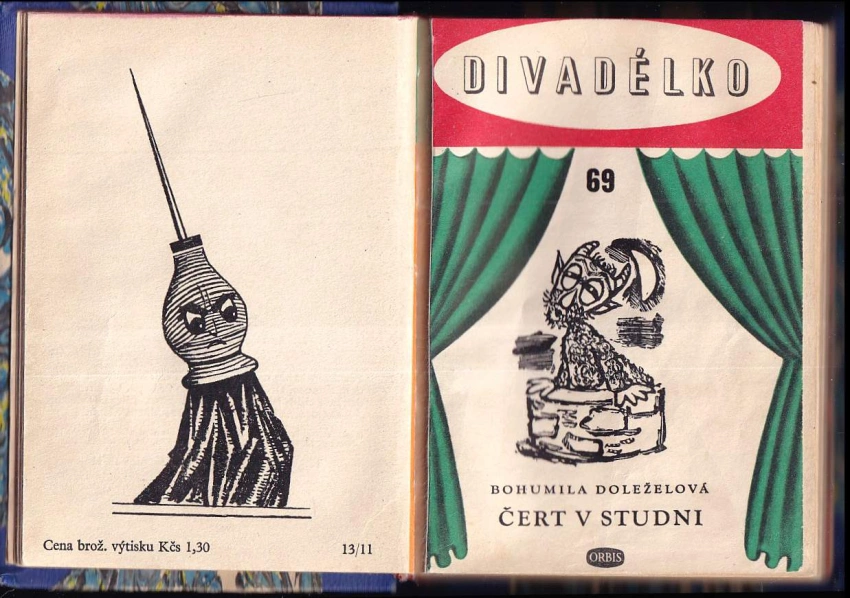 Cena brož. výtisku Kčs 1,30
13/11
DIVADÉLKO
69
BOHUMILA DOLEŽELOVÁ
ČERT V STUDNI
ORBIS